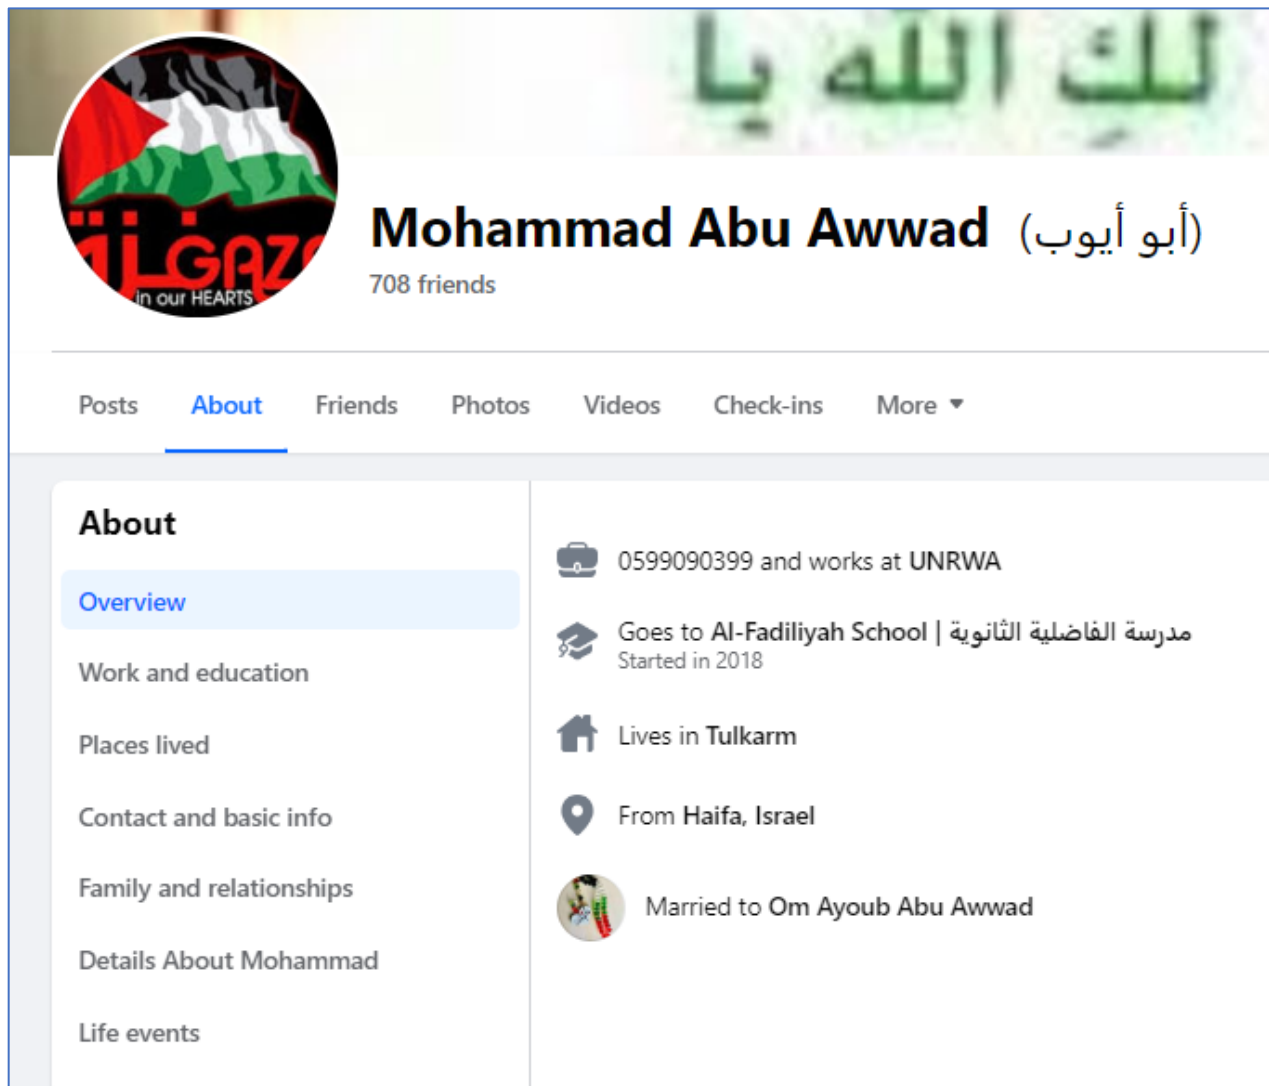 لكِ الله يا
غزة GAZA
in our HEARTS
Mohammad Abu Awwad (أبو أيوب)
708 friends
Posts About Friends Photos Videos Check-ins More
About
Overview
Work and education
Places lived
Contact and basic info
Family and relationships
Details About Mohammad
Life events
0599090399 and works at UNRWA
Goes to Al-Fadiliyah School | مدرسة الفاضلية الثانوية
Started in 2018
Lives in Tulkarm
From Haifa, Israel
Married to Om Ayoub Abu Awwad